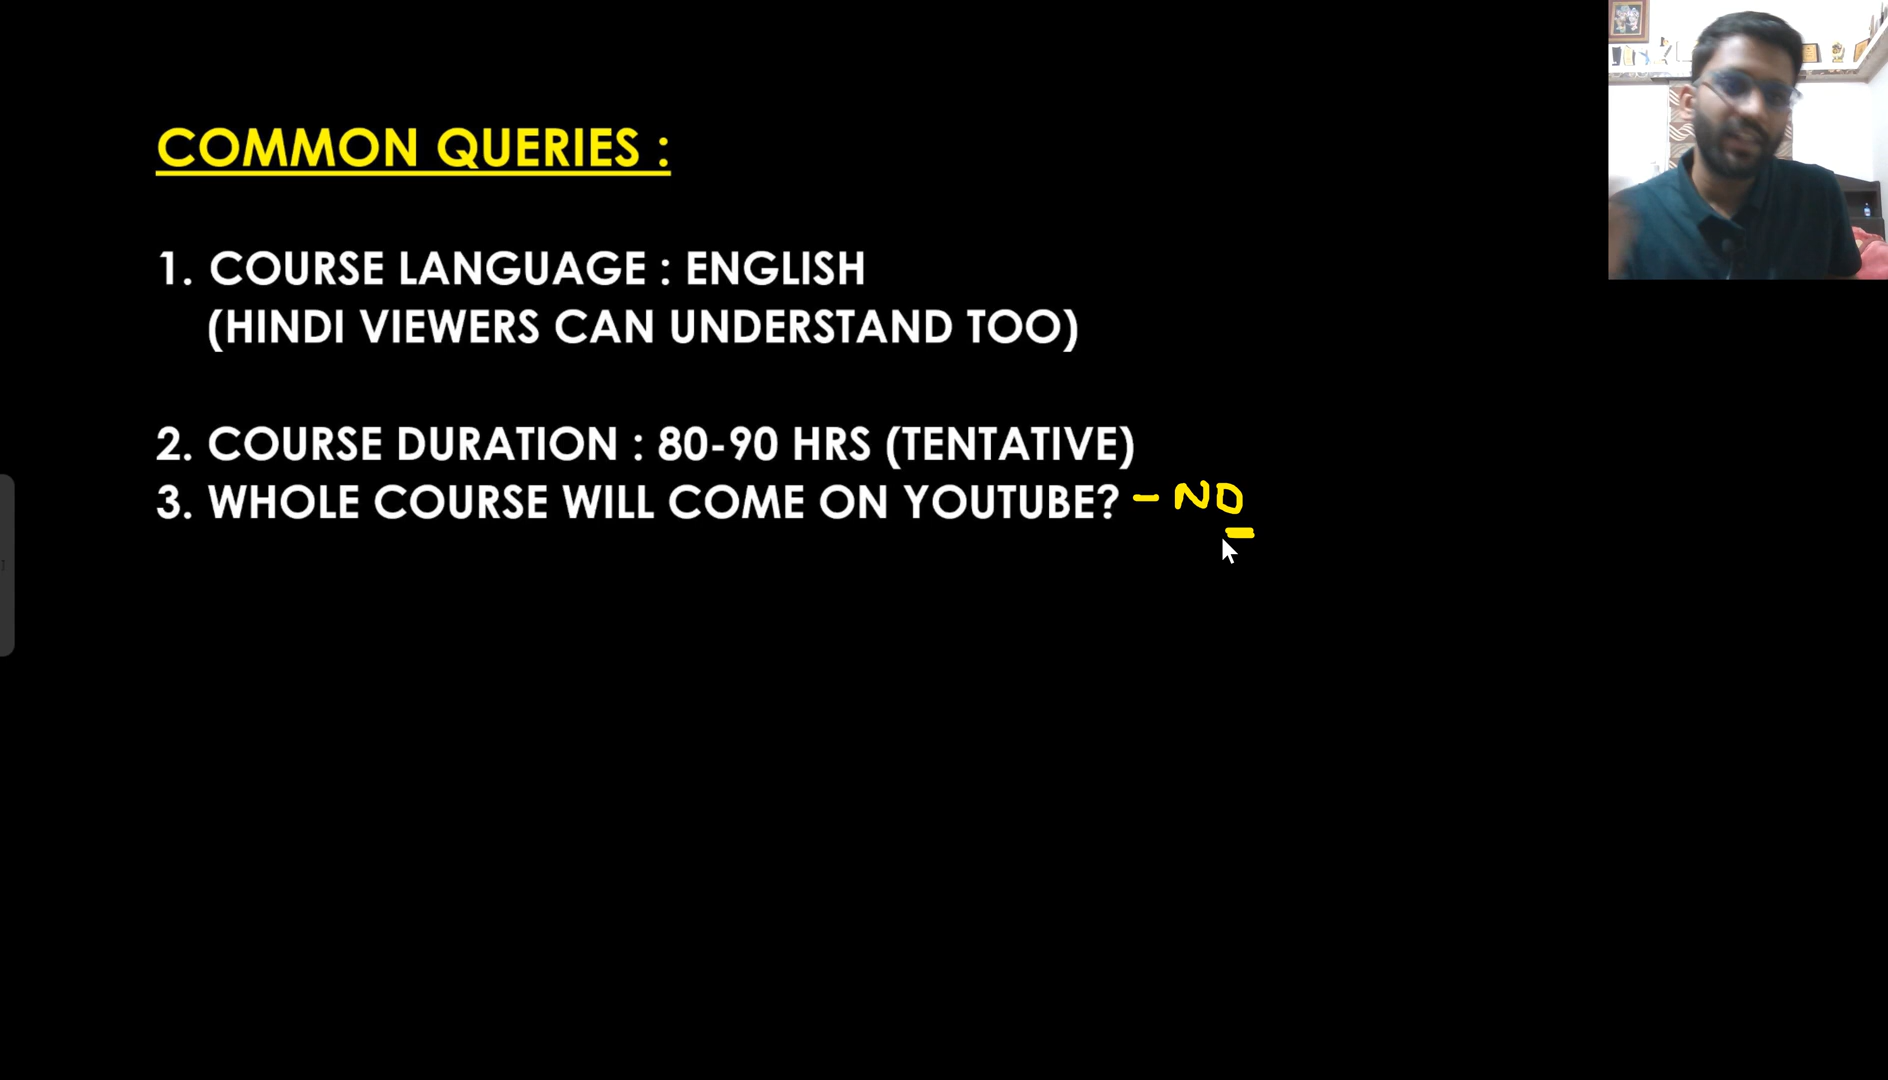 COMMON QUERIES :
1. COURSE LANGUAGE : ENGLISH
(HINDI VIEWERS CAN UNDERSTAND TOO)
2. COURSE DURATION : 80-90 HRS (TENTATIVE)
3. WHOLE COURSE WILL COME ON YOUTUBE? - NO